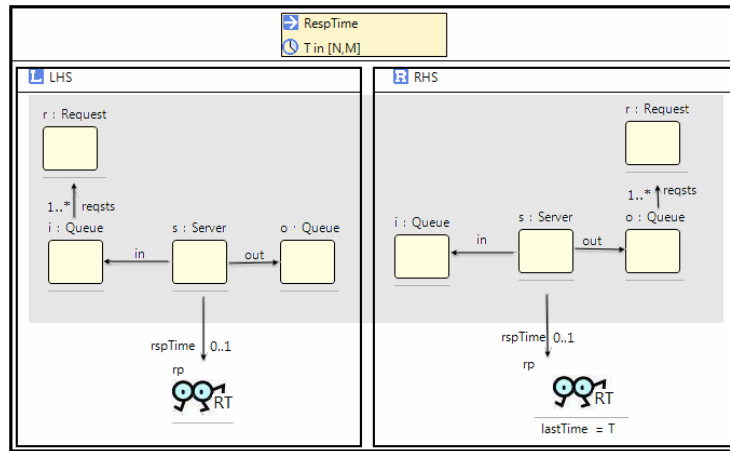 RespTime
T in [N,M]
L LHS
R RHS
r : Request
1..* reqsts
i : Queue
s : Server
o : Queue
in
out
rspTime
0..1
rp
RT
r : Request
1..* reqsts
i : Queue
s : Server
o : Queue
in
out
rspTime
0..1
rp
RT
lastTime = T